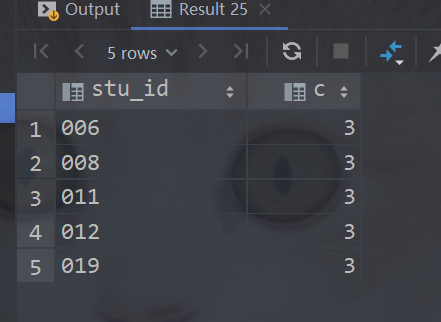 Output Result 25
5 rows
stu_id c
1 006 3
2 008 3
3 011 3
4 012 3
5 019 3